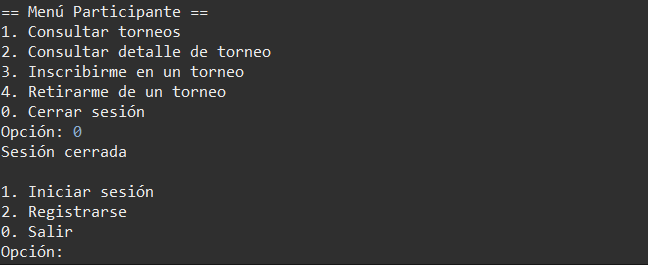 == Menú Participante ==
1. Consultar torneos
2. Consultar detalle de torneo
3. Inscribirme en un torneo
4. Retirarme de un torneo
0. Cerrar sesión
Opción: 0
Sesión cerrada

1. Iniciar sesión
2. Registrarse
0. Salir
Opción: